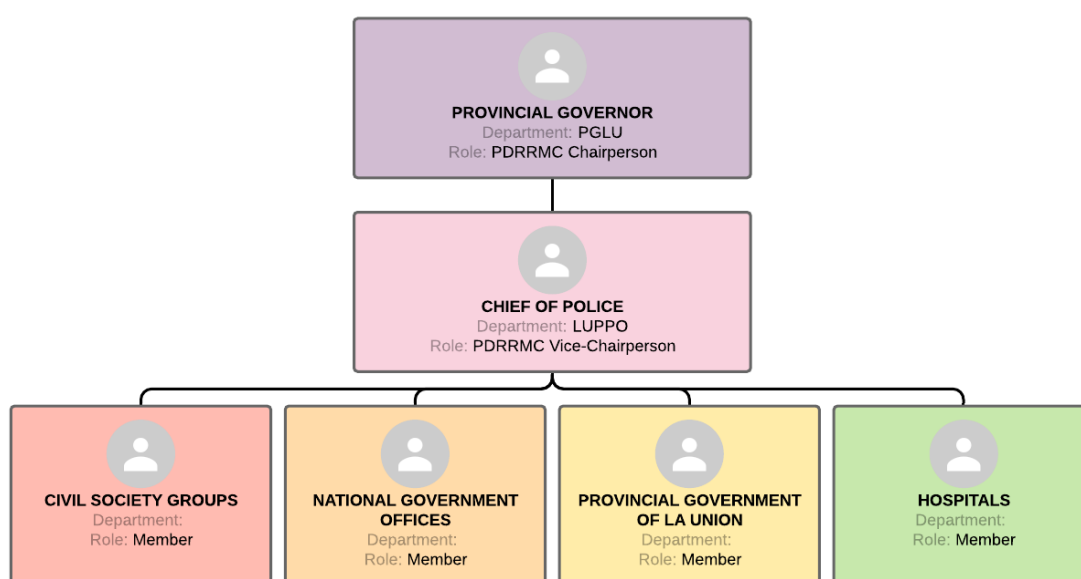 PROVINCIAL GOVERNOR
Department: PGLU
Role: PDRRMC Chairperson
CHIEF OF POLICE
Department: LUPPO
Role: PDRRMC Vice-Chairperson
CIVIL SOCIETY GROUPS
Department:
Role: Member
NATIONAL GOVERNMENT
OFFICES
Department:
Role: Member
PROVINCIAL GOVERNMENT
OF LA UNION
Department:
Role: Member
HOSPITALS
Department:
Role: Member